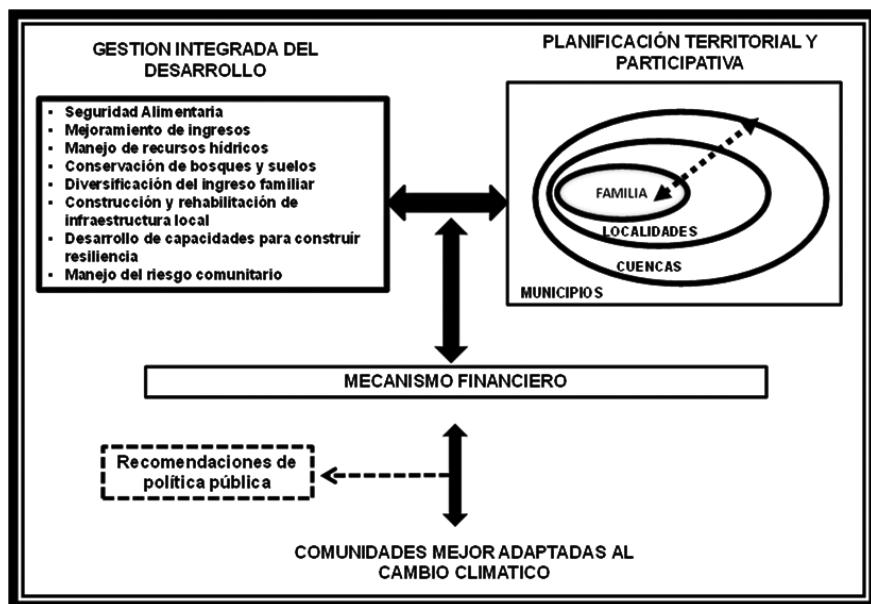 GESTION INTEGRADA DEL
DESARROLLO
▪ Seguridad Alimentaria
▪ Mejoramiento de ingresos
▪ Manejo de recursos hídricos
▪ Conservación de bosques y suelos
▪ Diversificación del ingreso familiar
▪ Construcción y rehabilitación de
infraestructura local
▪ Desarrollo de capacidades para construír
resiliencia
▪ Manejo del riesgo comunitario
PLANIFICACIÓN TERRITORIAL Y
PARTICIPATIVA
FAMILIA
LOCALIDADES
CUENCAS
MUNICIPIOS
MECANISMO FINANCIERO
Recomendaciones de
política pública
COMUNIDADES MEJOR ADAPTADAS AL
CAMBIO CLIMATICO